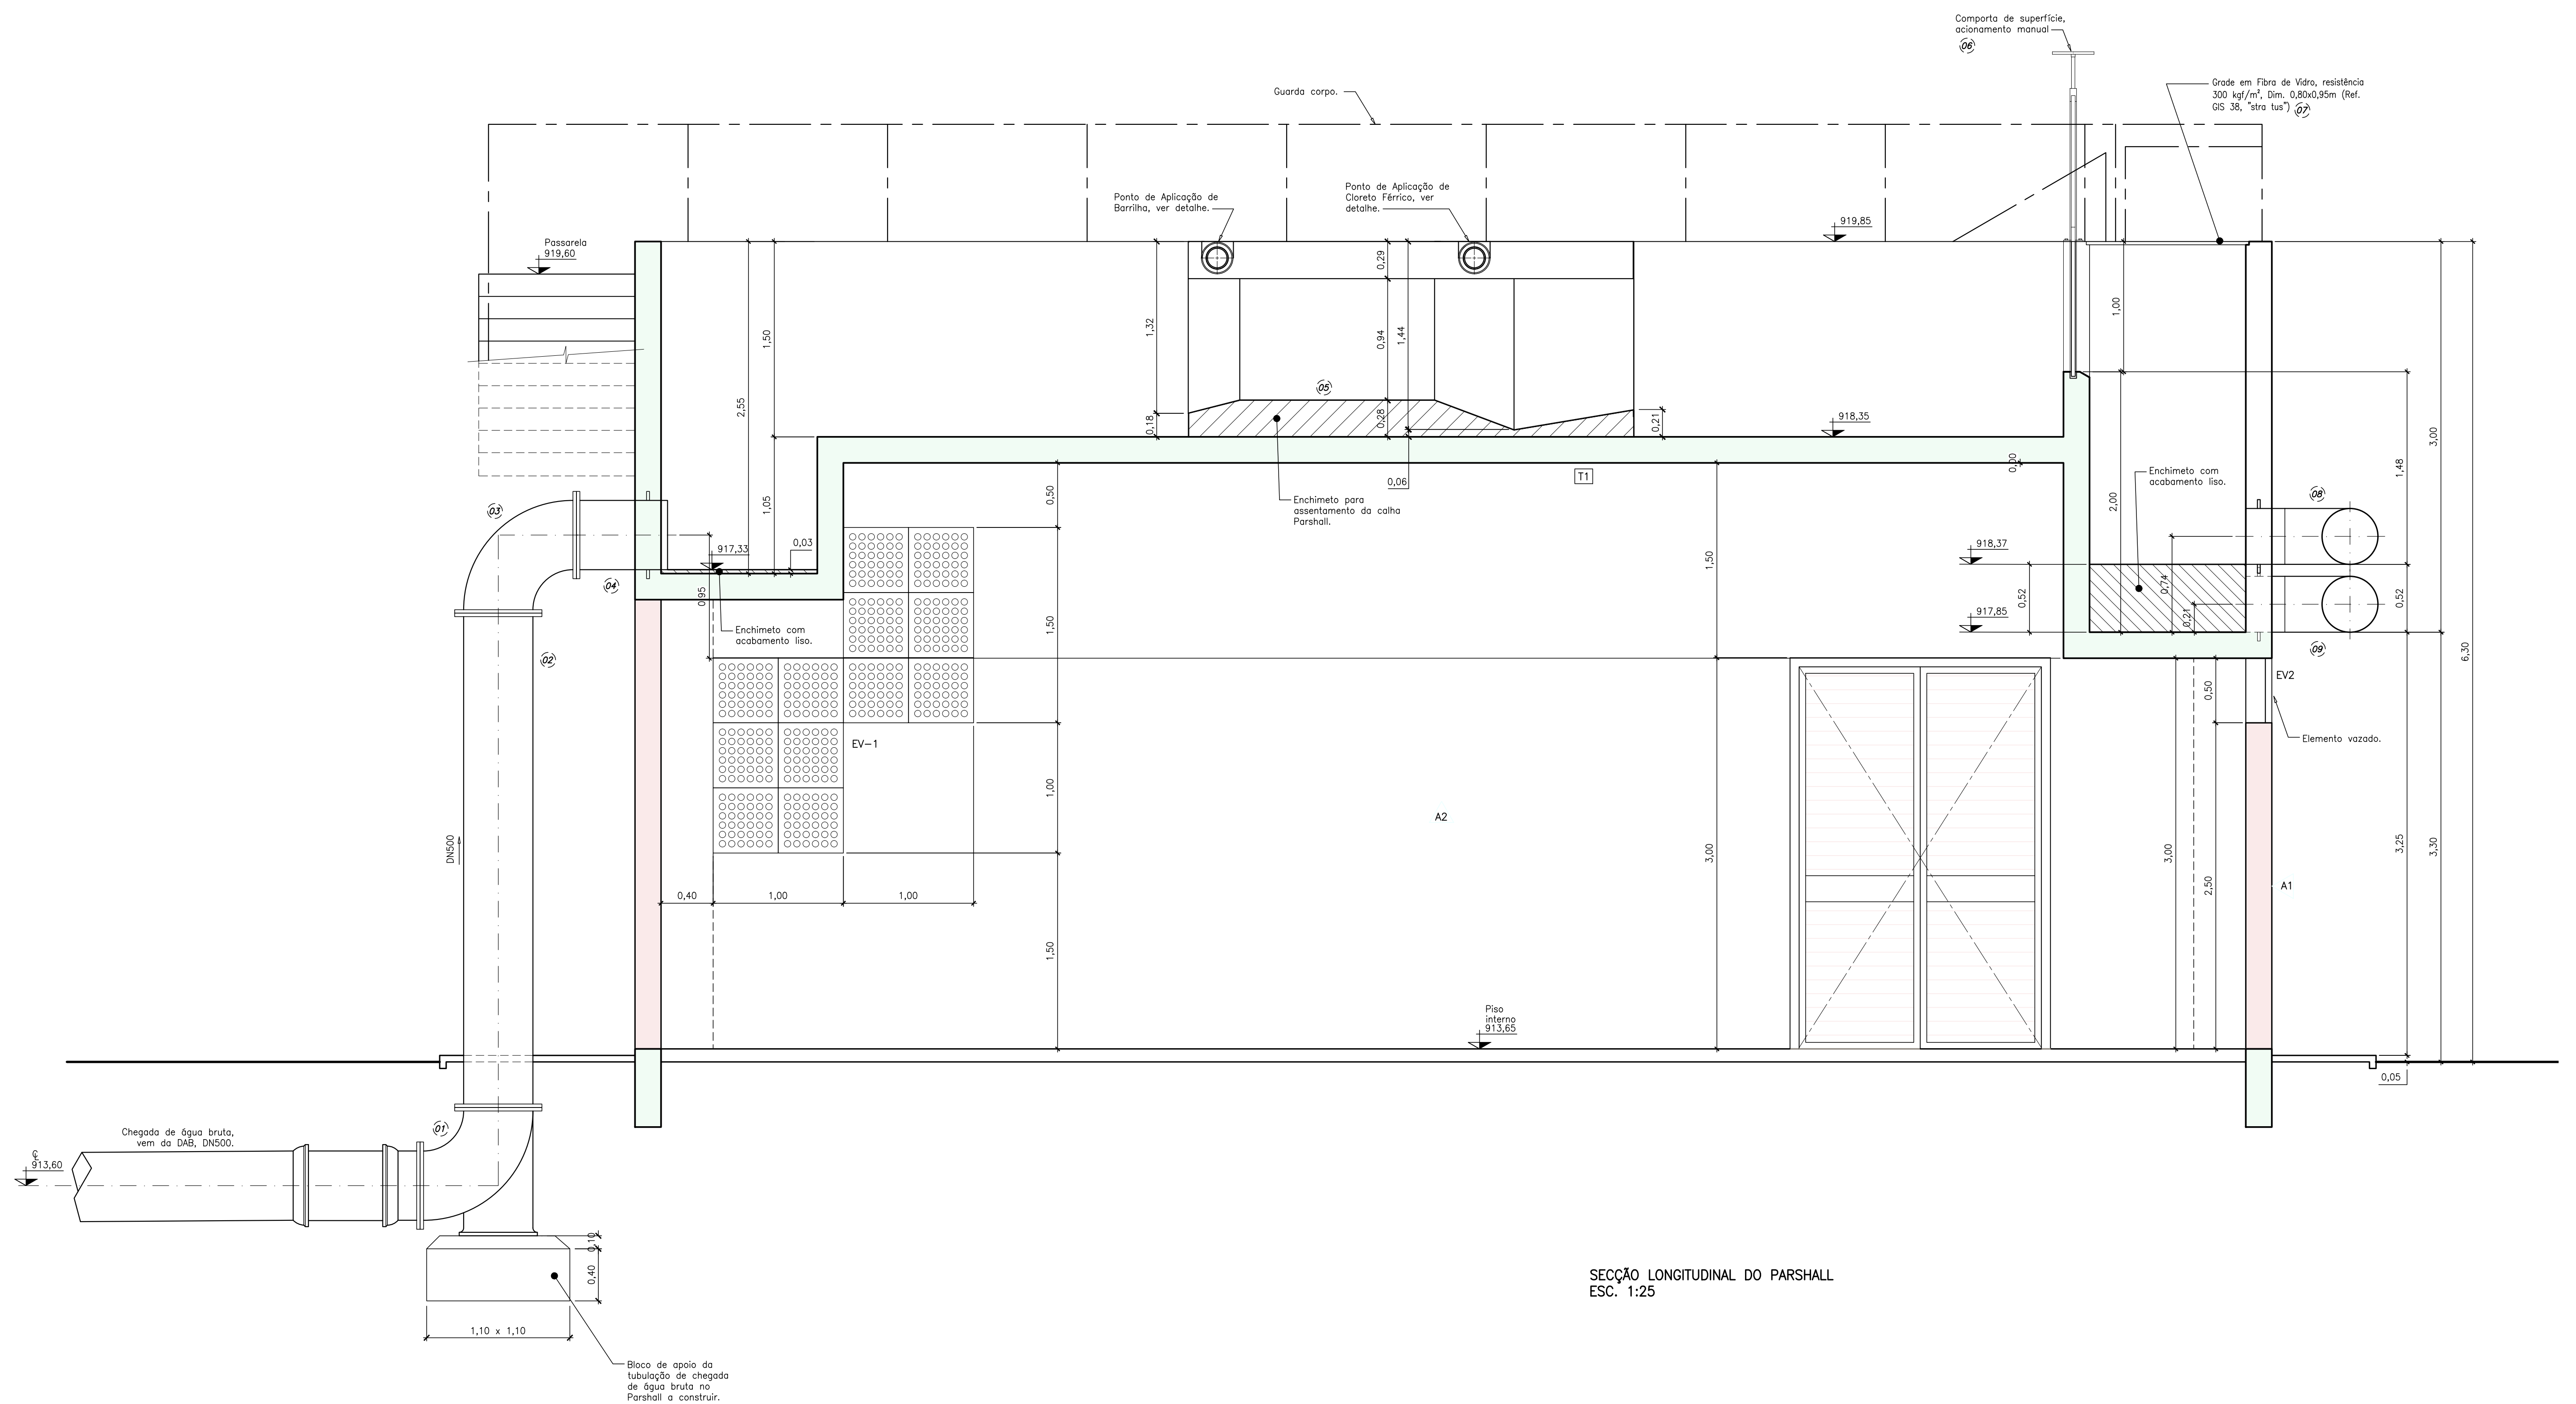 Comporta de superfície,
acionamento manual
06
Grade em Fibra de Vidro, resistência
300 kgf/m², Dim. 0,80x0,95m (Ref.
GIS 38, "stra tus")
07
Guarda corpo.
Ponto de Aplicação de
Barrilha, ver detalhe.
Ponto de Aplicação de
Cloreto Férrico, ver
detalhe.
919,85
Passarela
919,60
0,29
1,00
1,32
1,50
0,94
1,44
2,55
05
0,18
0,28
0,21
918,35
3,00
1,48
6,30
0,00
T1
0,06
Enchimeto com
acabamento liso.
Enchimeto para
assentamento da calha
Parshall.
03
1,05
0,50
2,00
08
917,33
0,03
918,37
1,50
04
0,95
0,74
0,52
0,52
917,85
0,21
Enchimeto com
acabamento liso.
1,50
02
09
EV2
0,50
EV-1
Elemento vazado.
1,00
A2
DN500
3,00
3,00
3,25
3,30
2,50
A1
0,40
1,00
1,00
1,50
Piso
interno
913,65
0,05
01
Chegada de água bruta,
vem da DAB, DN500.
℄
913,60
0,10
0,40
SECÇÃO LONGITUDINAL DO PARSHALL
ESC. 1:25
1,10 x 1,10
Bloco de apoio da
tubulação de chegada
de água bruta no
Parshall a construir.